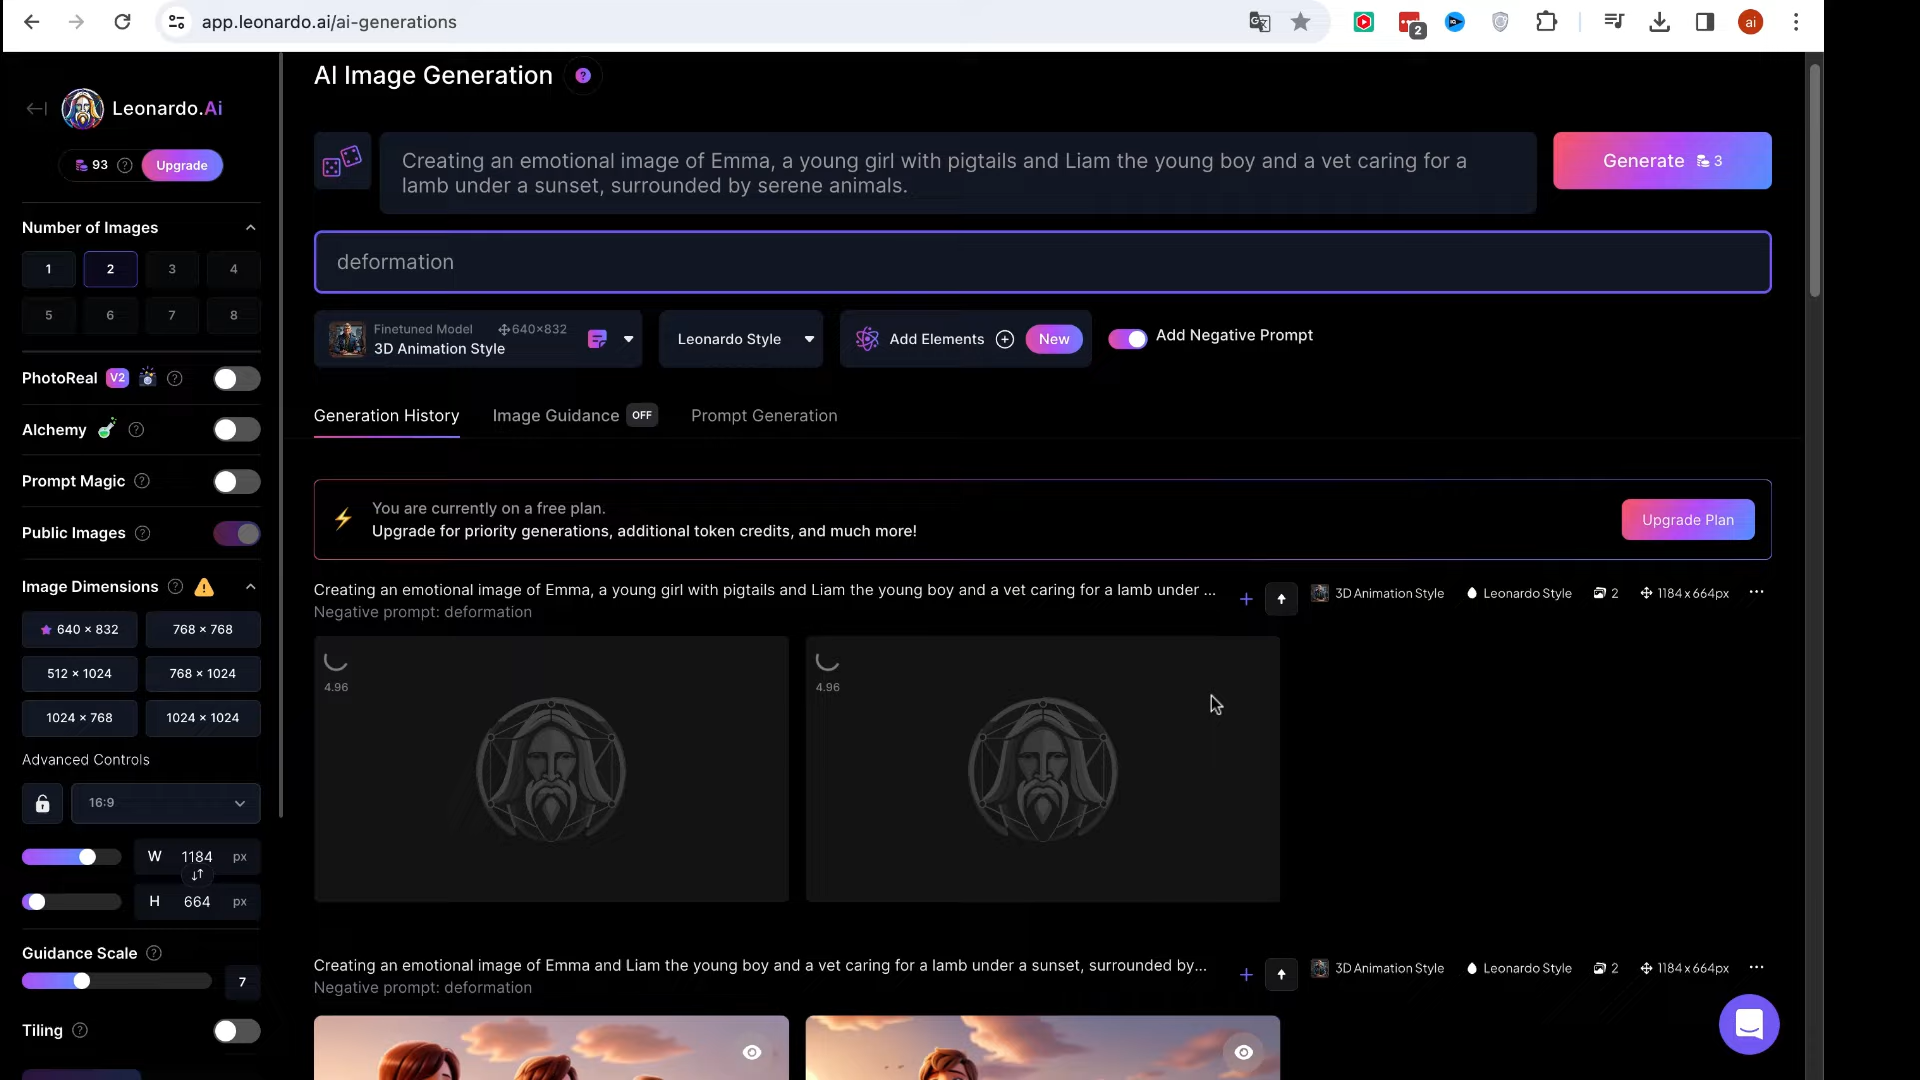 app.leonardo.ai/ai-generations
2
ai
Leonardo.Ai
93 ? Upgrade
Number of Images
1 2 3 4
5 6 7 8
PhotoReal V2 ?
Alchemy ?
Prompt Magic ?
Public Images ?
Image Dimensions ?
640 × 832 768 × 768
512 × 1024 768 × 1024
1024 × 768 1024 × 1024
Advanced Controls
16:9
W 1184 px
H 664 px
Guidance Scale ?
7
Tiling ?
AI Image Generation ?
Creating an emotional image of Emma, a young girl with pigtails and Liam the young boy and a vet caring for a
lamb under a sunset, surrounded by serene animals.
Generate 3
deformation
Finetuned Model 640×832
3D Animation Style
Leonardo Style
Add Elements New
Add Negative Prompt
Generation History Image Guidance OFF Prompt Generation
You are currently on a free plan.
Upgrade for priority generations, additional token credits, and much more!
Upgrade Plan
Creating an emotional image of Emma, a young girl with pigtails and Liam the young boy and a vet caring for a lamb under ...
Negative prompt: deformation
3D Animation Style Leonardo Style 2 1184 x 664px
4.96 4.96
Creating an emotional image of Emma and Liam the young boy and a vet caring for a lamb under a sunset, surrounded by...
Negative prompt: deformation
3D Animation Style Leonardo Style 2 1184 x 664px